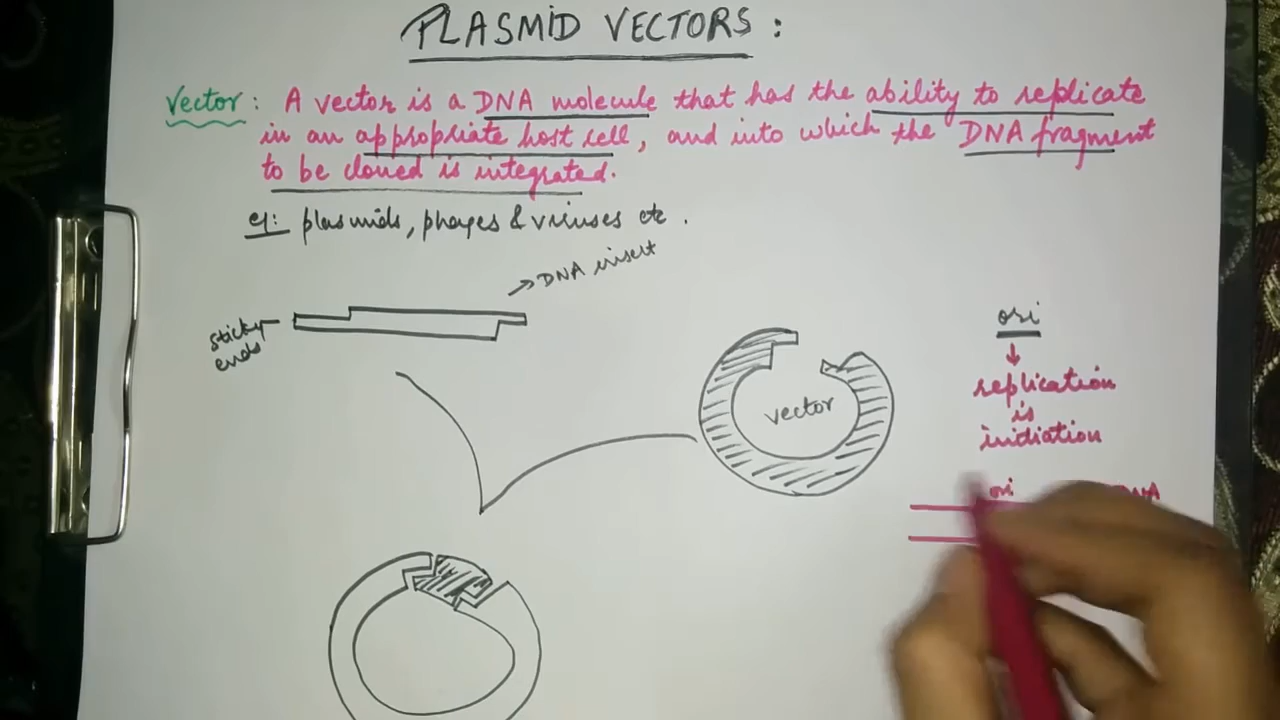 PLASMID VECTORS:
Vector: A vector is a DNA molecule that has the ability to replicate
in an appropriate host cell, and into which the DNA fragment
to be cloned is integrated.
eg: plasmids, phages & viruses etc.
→ DNA insert
sticky
ends
vector
ori
replication
is
inidiation
ori